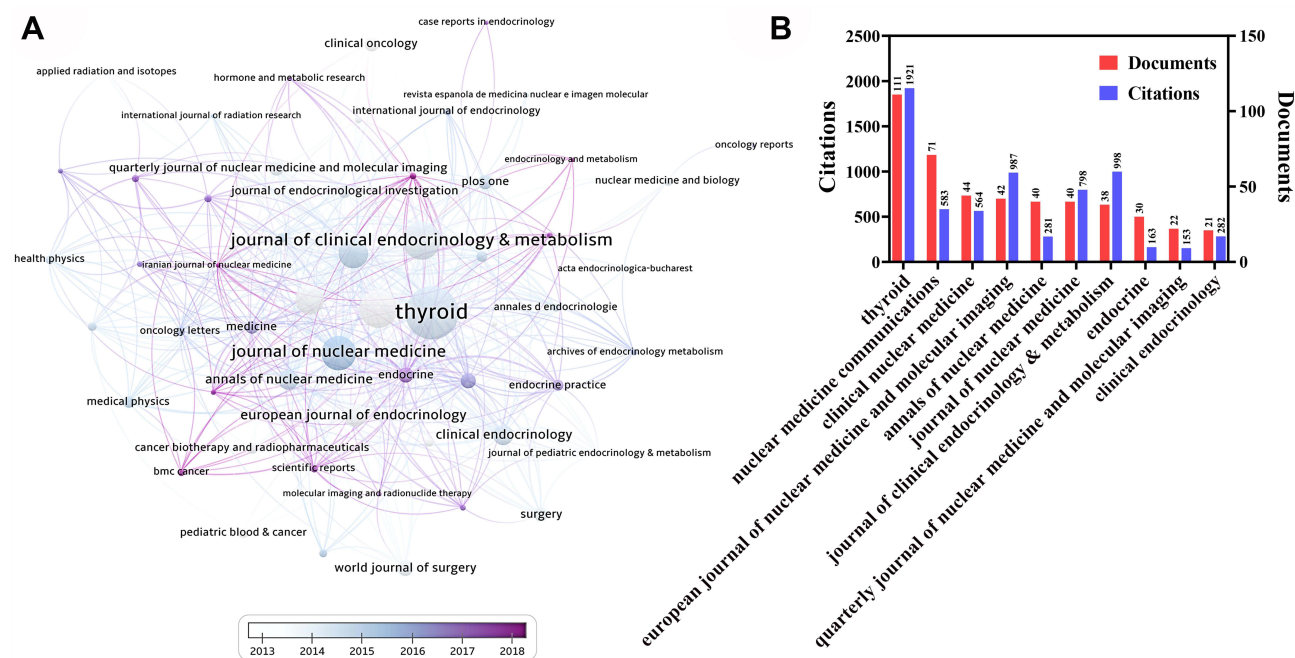 A
case reports in endocrinology
clinical oncology
applied radiation and isotopes
hormone and metabolic research
revista espanola de medicina nuclear e imagen molecular
international journal of radiation research
international journal of endocrinology
oncology reports
endocrinology and metabolism
quarterly journal of nuclear medicine and molecular imaging
journal of endocrinological investigation
plos one
nuclear medicine and biology
journal of clinical endocrinology & metabolism
health physics
iranian journal of nuclear medicine
acta endocrinologica-bucharest
thyroid
annales d endocrinologie
oncology letters
medicine
journal of nuclear medicine
archives of endocrinology metabolism
annals of nuclear medicine
endocrine
endocrine practice
medical physics
european journal of endocrinology
clinical endocrinology
cancer biotherapy and radiopharmaceuticals
journal of pediatric endocrinology & metabolism
bmc cancer
scientific reports
molecular imaging and radionuclide therapy
surgery
pediatric blood & cancer
world journal of surgery
2013 2014 2015 2016 2017 2018
B
Citations
2500
2000
1500
1000
500
0
Documents
Citations
150
100
50
0
Documents
111 1921
71 583
44 564
42 987
40 281
40 798
38 998
30 163
22 153
21 282
thyroid
nuclear medicine communications
clinical nuclear medicine
european journal of nuclear medicine and molecular imaging
annals of nuclear medicine
journal of nuclear medicine
journal of clinical endocrinology & metabolism
endocrine
quarterly journal of nuclear medicine and molecular imaging
clinical endocrinology